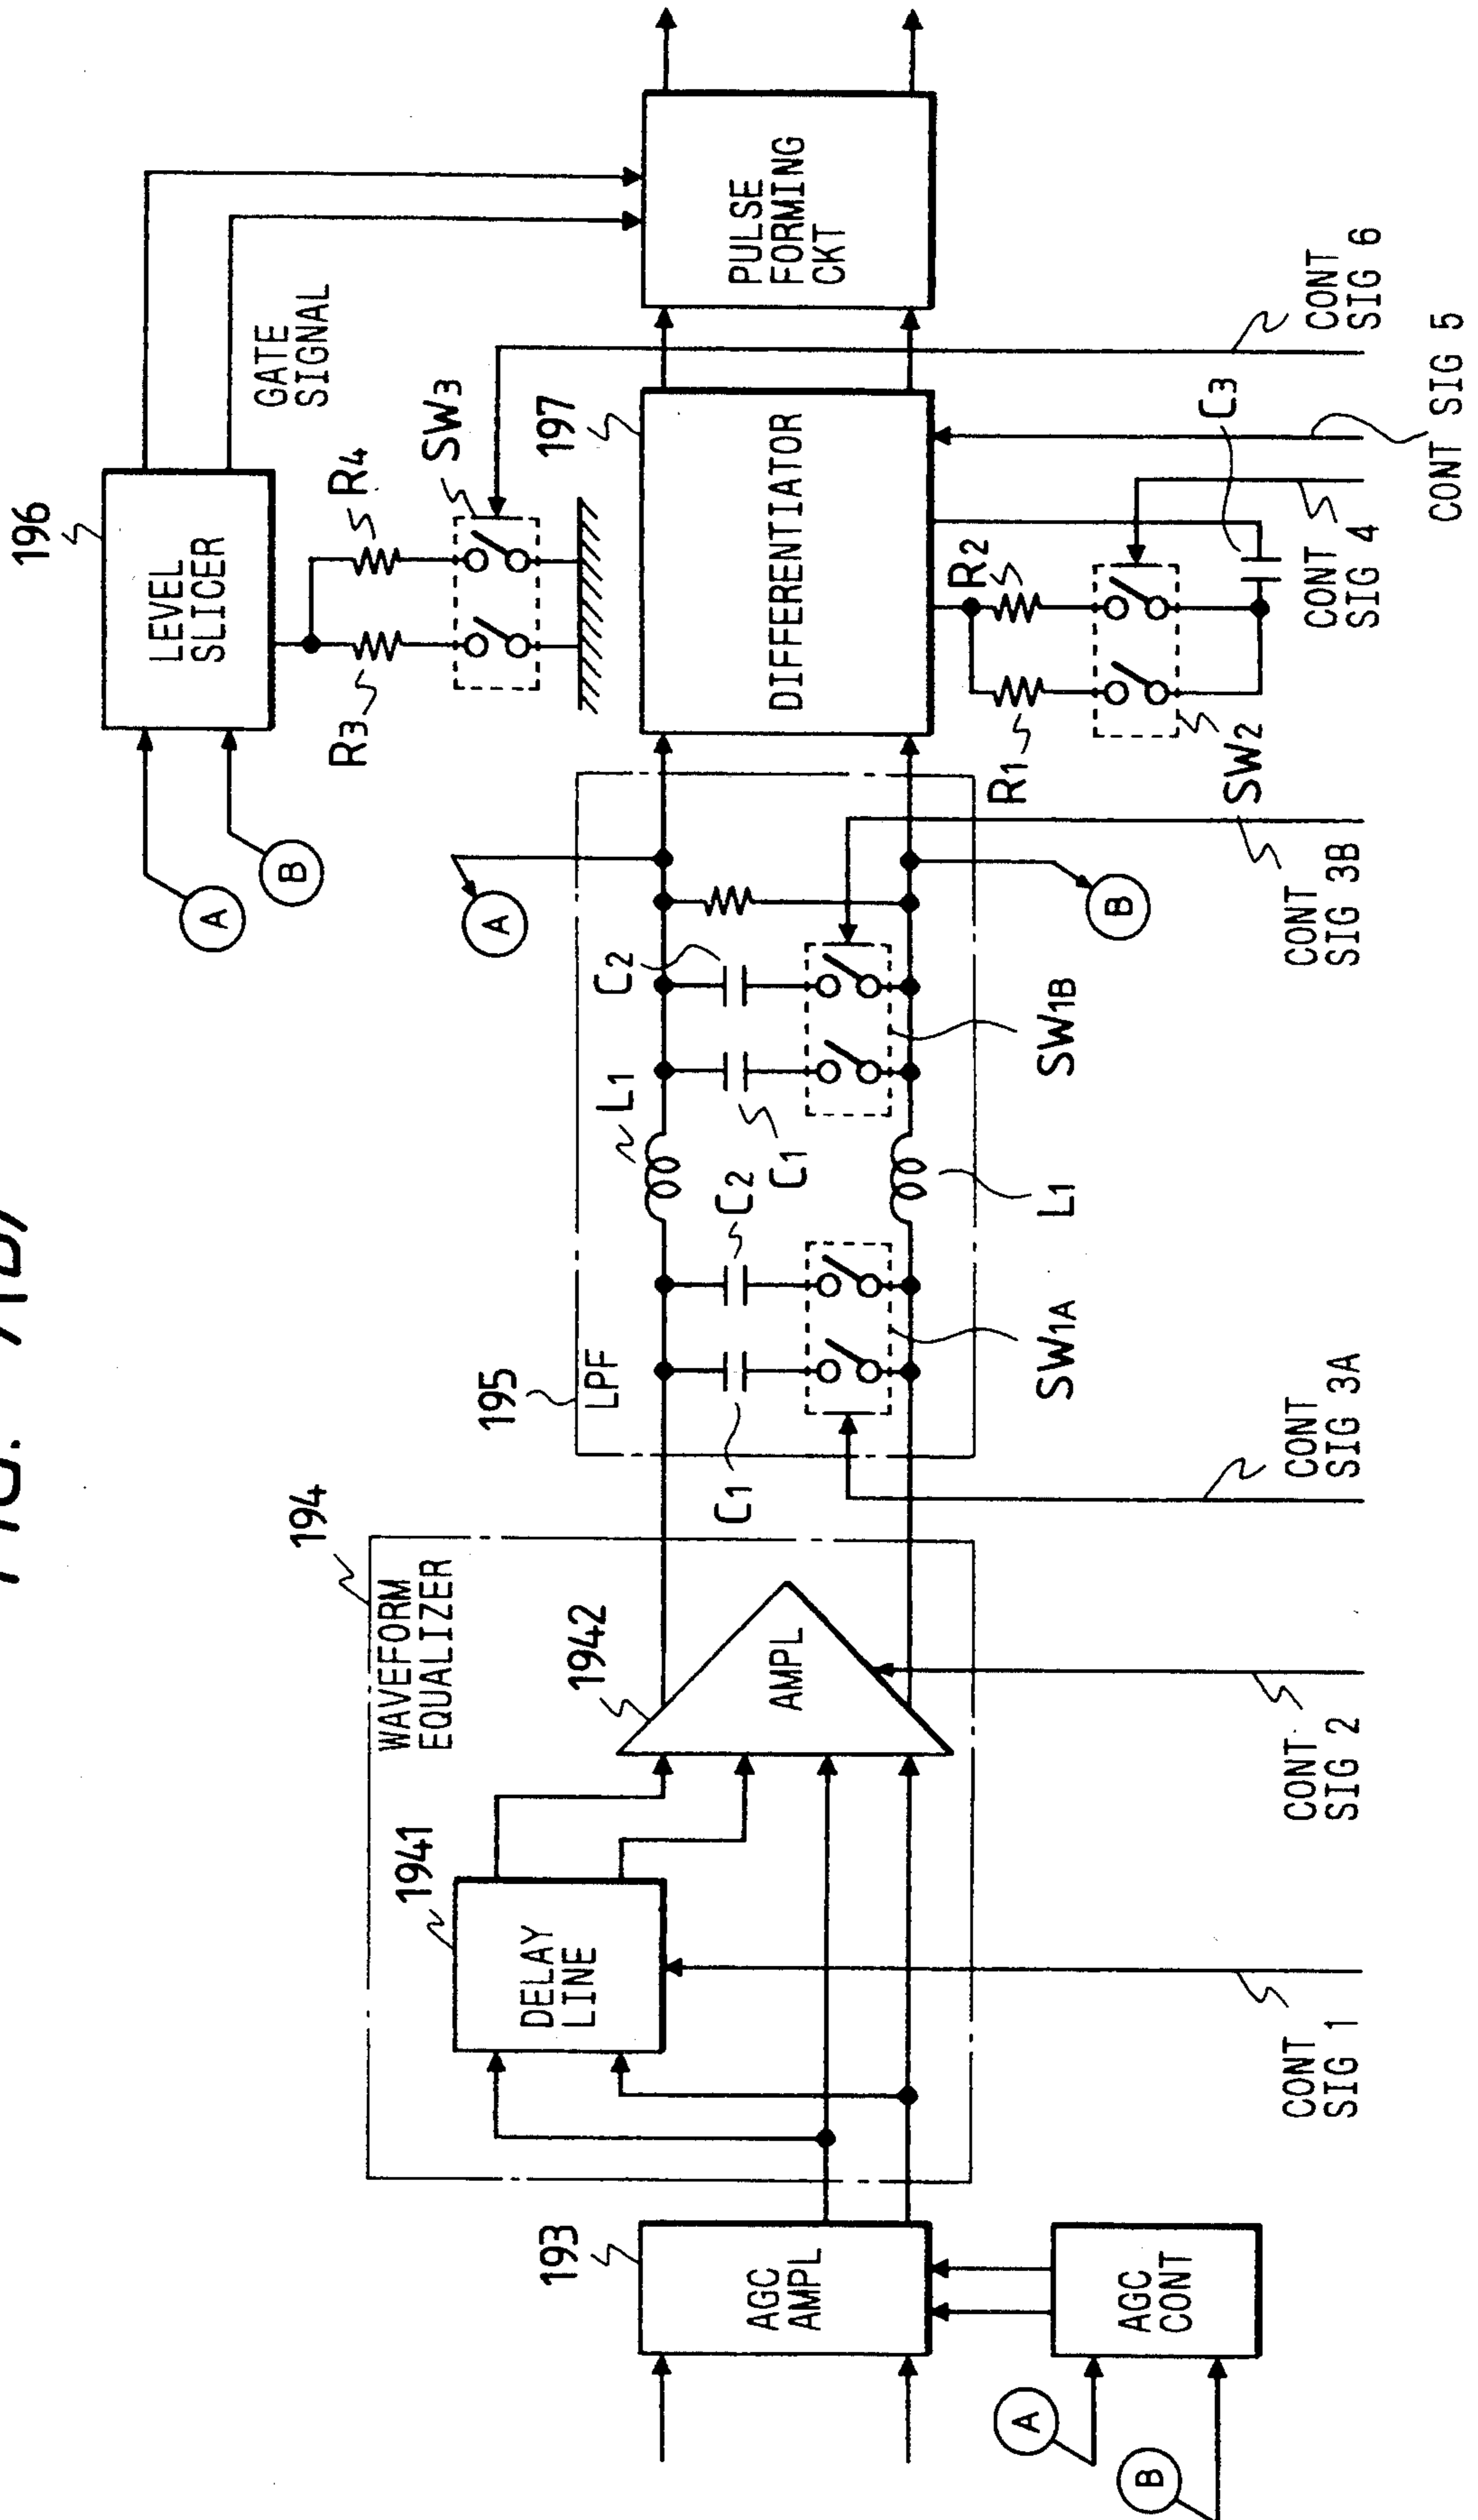 193
AGC
AMPL
AGC
CONT
A
B
194
WAVEFORM
EQUALIZER
1941
DELAY
LINE
1942
AMPL
CONT
SIG 1
CONT
SIG 2
195
LPF
C1
C2
SW1A
L1
L1
C1
C2
SW1B
CONT
SIG 3A
CONT
SIG 3B
A
B
A
B
196
LEVEL
SLICER
R3
R4
SW3
GATE
SIGNAL
197
DIFFERENTIATOR
R1
R2
SW2
C3
CONT
SIG 4
CONT SIG 5
CONT
SIG 6
PULSE
FORMING
CKT